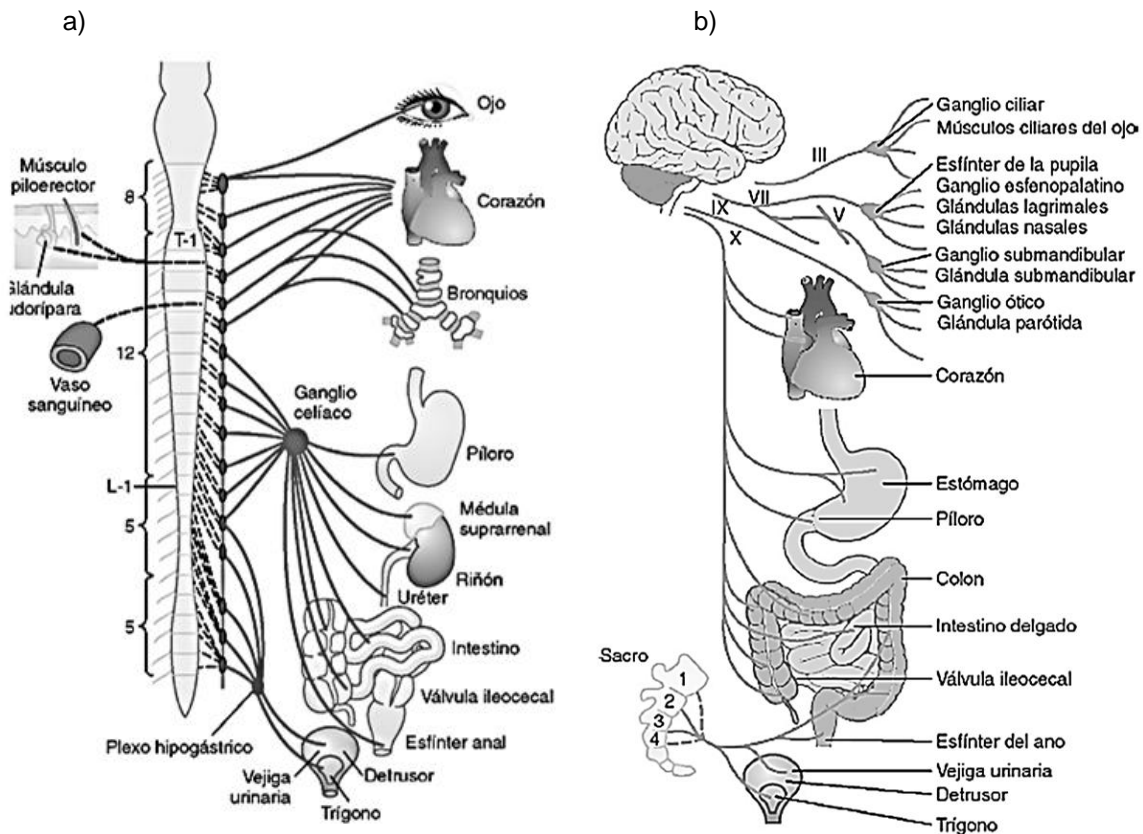 a)
Ojo
Músculo
piloerector
8
Corazón
T-1
Glándula
udorípara
Bronquios
12
Vaso
sanguíneo
Ganglio
celíaco
Píloro
L-1
Médula
suprarrenal
5
Riñón
Uréter
5
Intestino
Válvula ileocecal
Plexo hipogástrico
Esfínter anal
Vejiga
urinaria
Detrusor
Trígono
b)
Ganglio ciliar
Músculos ciliares del ojo
III
Esfínter de la pupila
Ganglio esfenopalatino
VII
Glándulas lagrimales
IX
V
Glándulas nasales
X
Ganglio submandibular
Glándula submandibular
Ganglio ótico
Glándula parótida
Corazón
Estómago
Píloro
Colon
Intestino delgado
Sacro
1
Válvula ileocecal
2
3
4
Esfínter del ano
Vejiga urinaria
Detrusor
Trígono